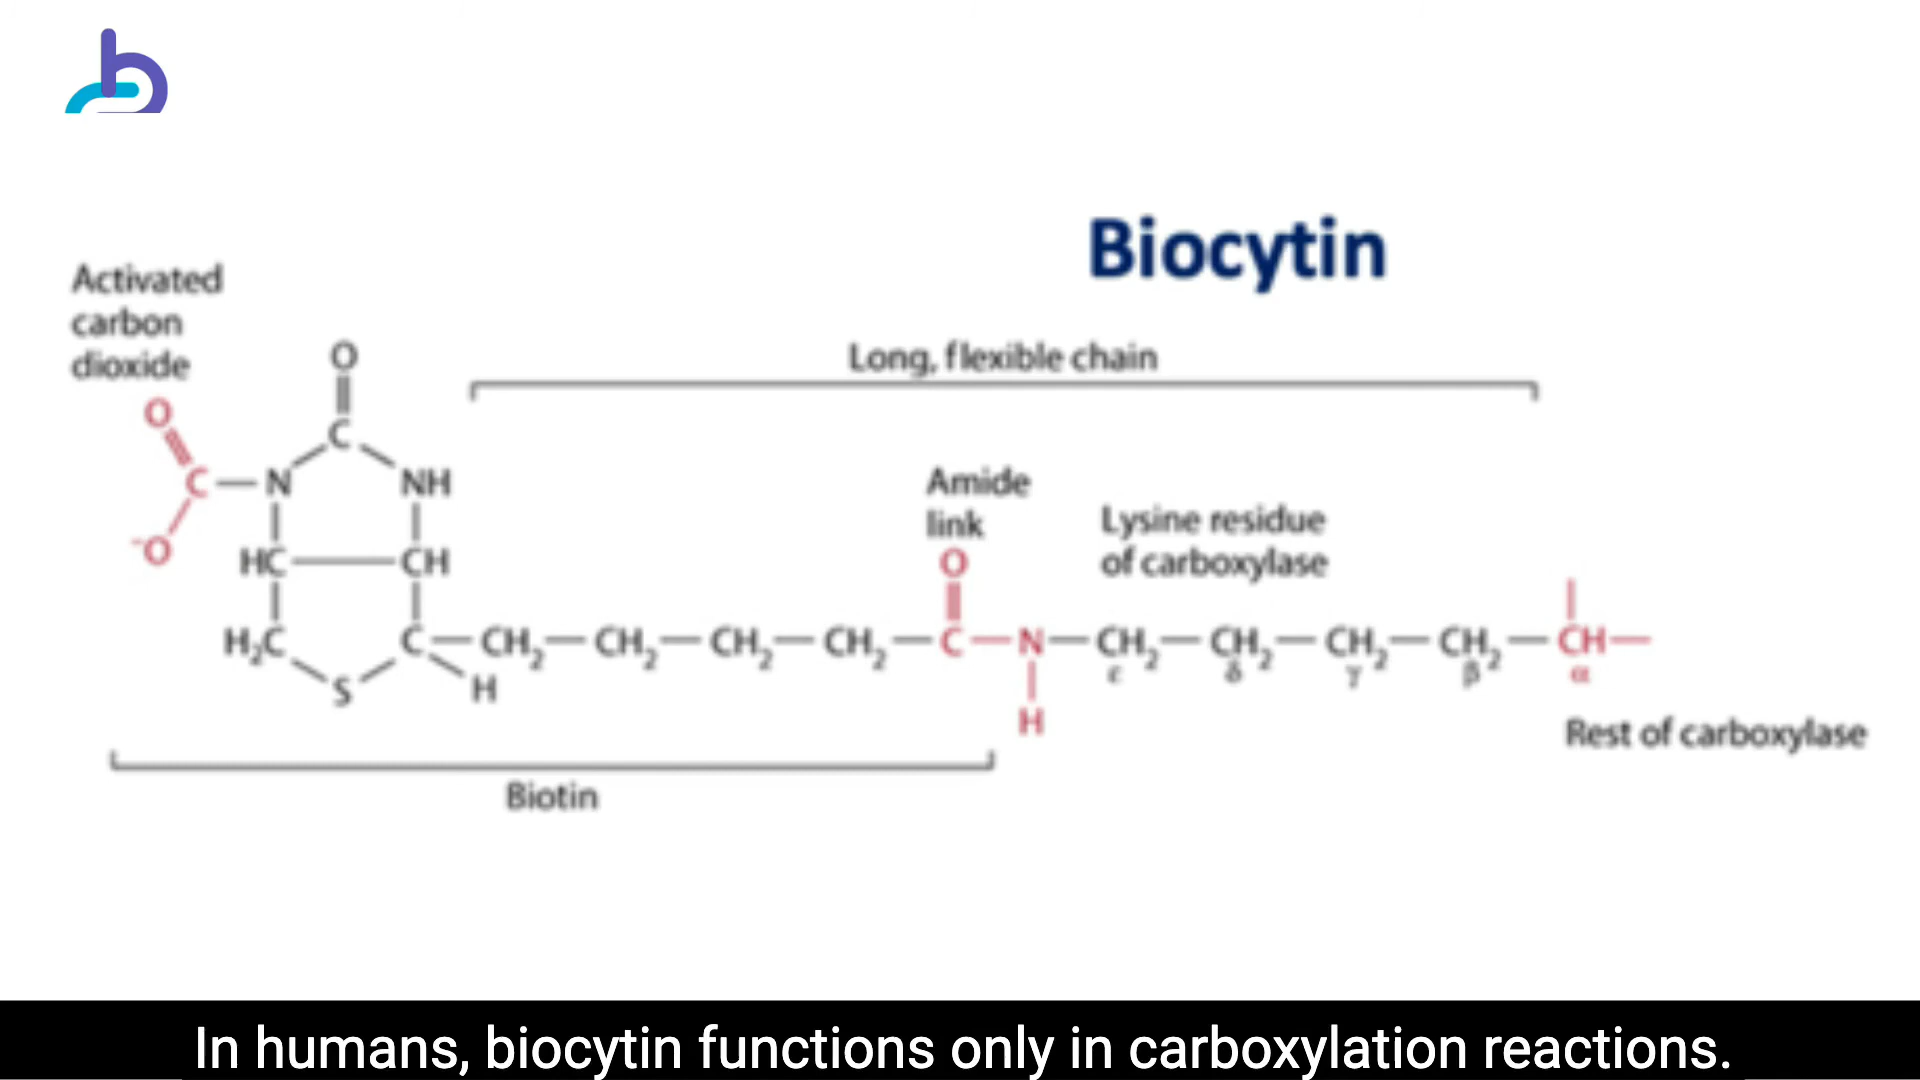 Biocytin
Activated
carbon
dioxide
Long, flexible chain
O
O
C
C
N
NH
⁻O
HC
CH
Amide
link
Lysine residue
of carboxylase
O
H₂C
C
CH₂
CH₂
CH₂
CH₂
C
N
CH₂
CH₂
CH₂
CH₂
CH
ε
δ
γ
β
α
S
H
H
Rest of carboxylase
Biotin
In humans, biocytin functions only in carboxylation reactions.